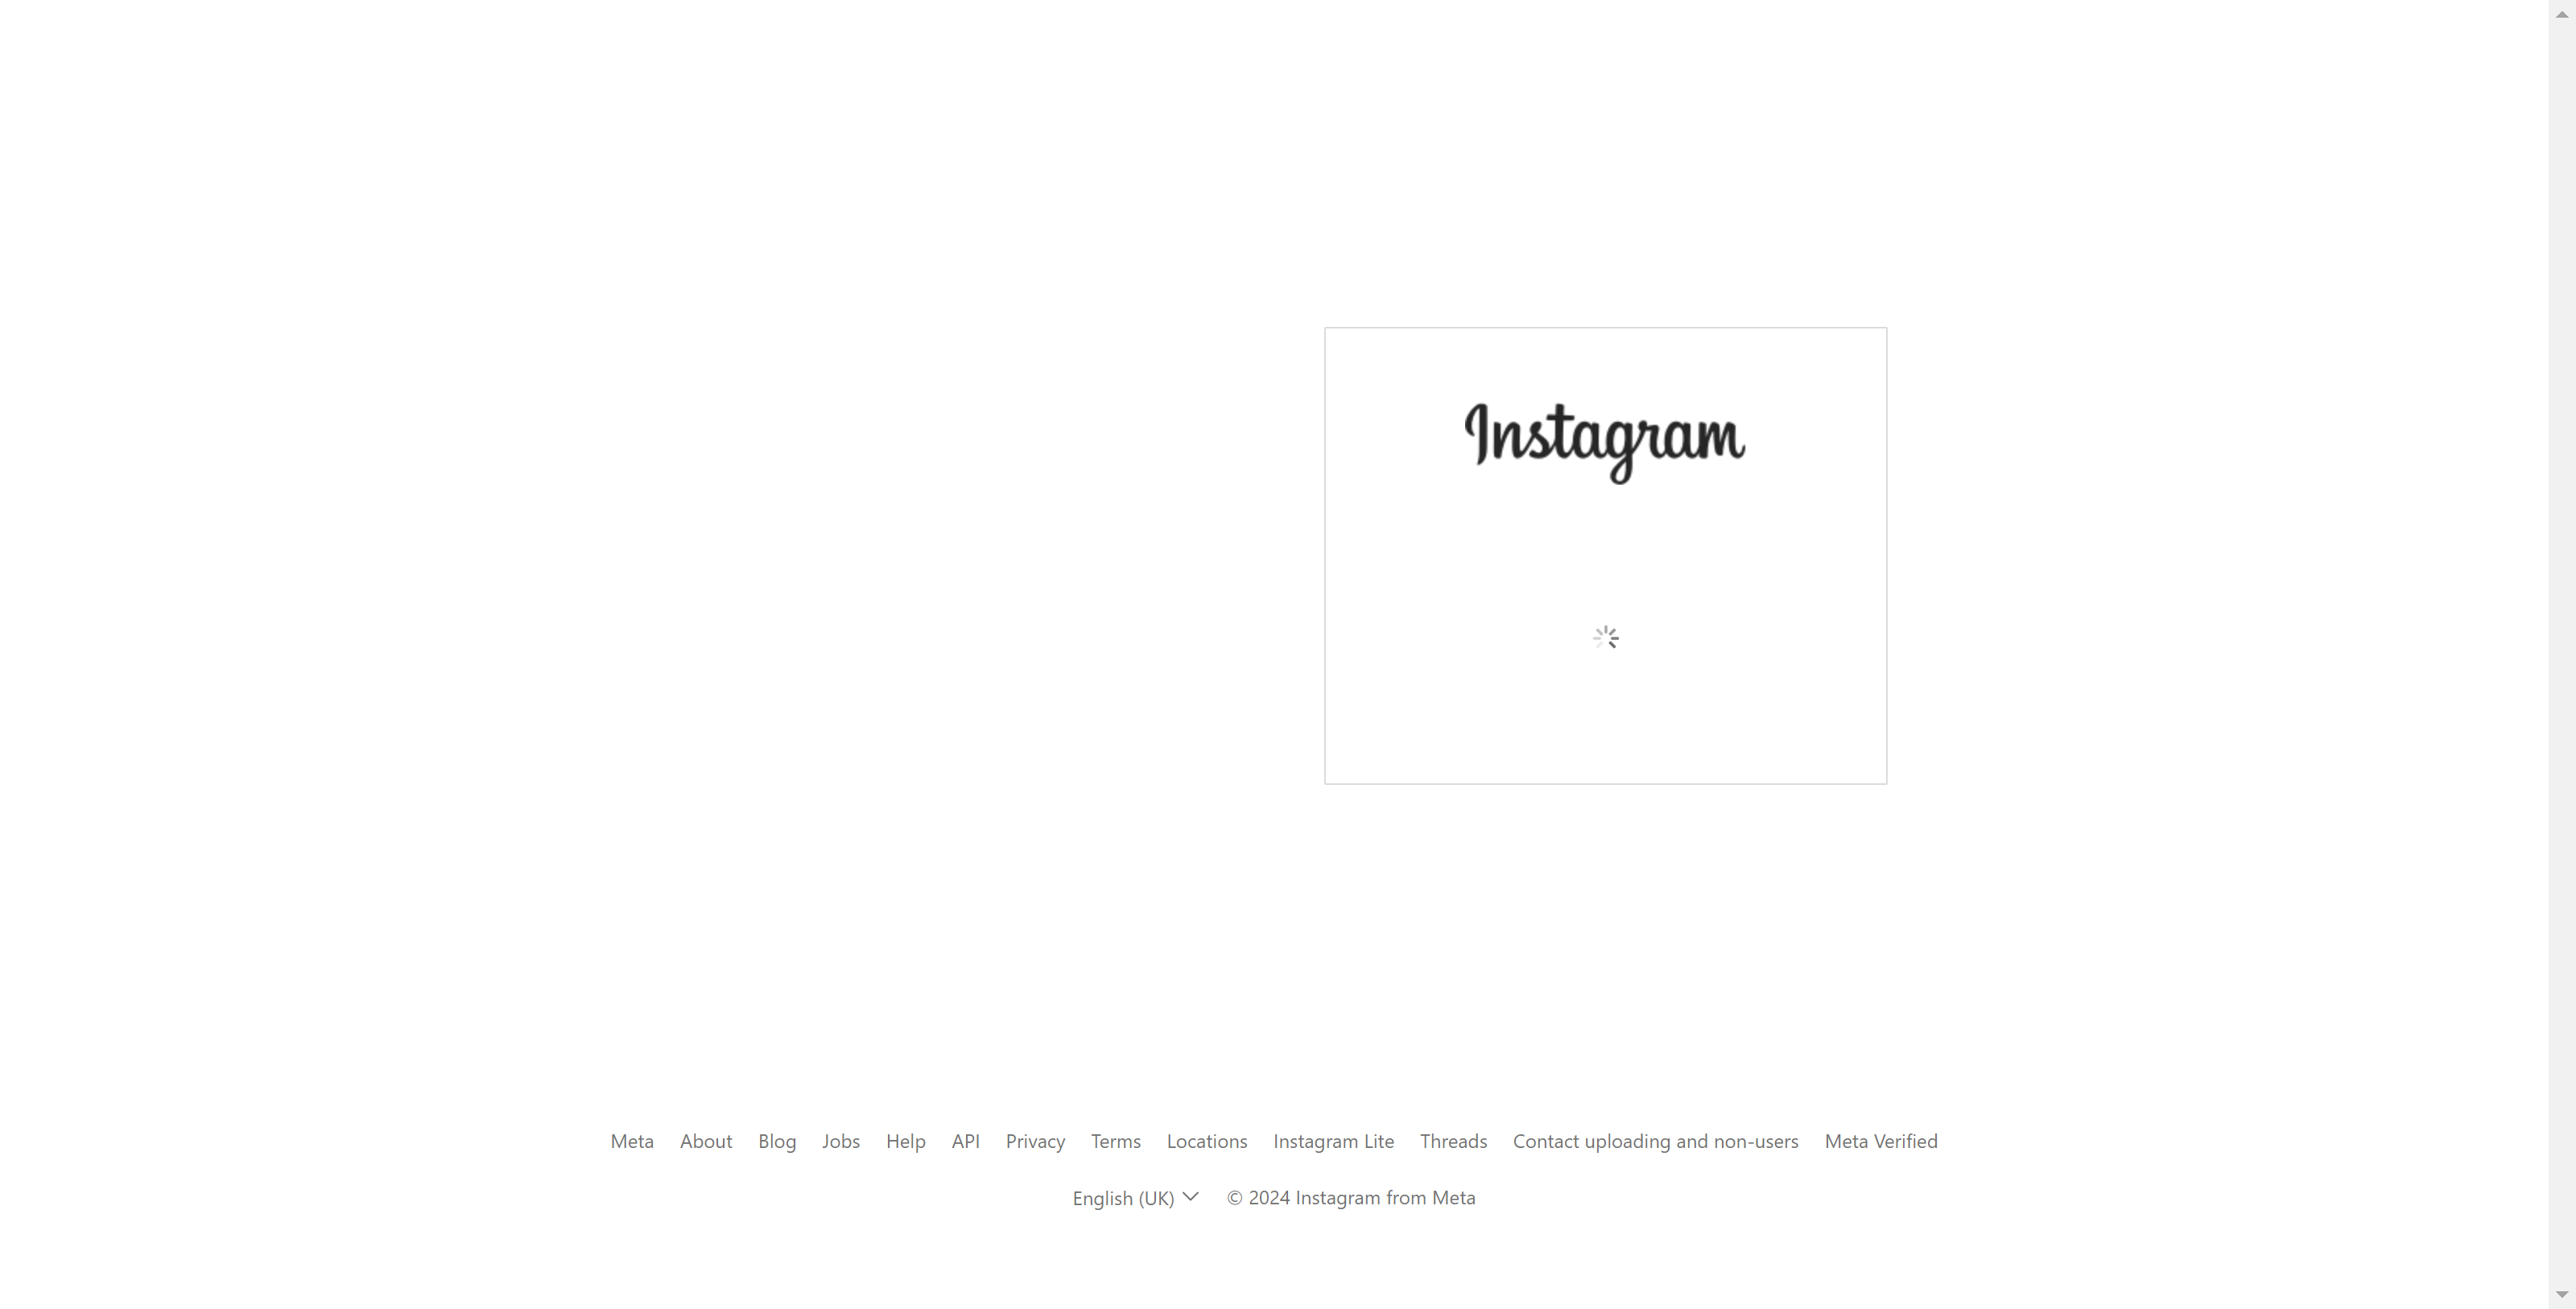 Instagram
Meta About Blog Jobs Help API Privacy Terms Locations Instagram Lite Threads Contact uploading and non-users Meta Verified
English (UK) © 2024 Instagram from Meta